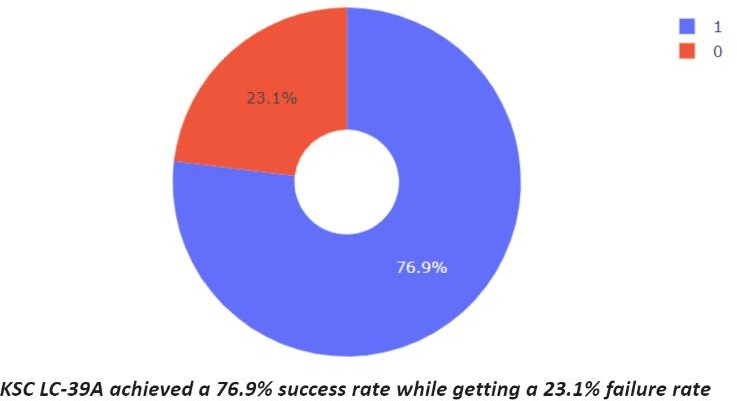 1
0
23.1%
76.9%
KSC LC-39A achieved a 76.9% success rate while getting a 23.1% failure rate